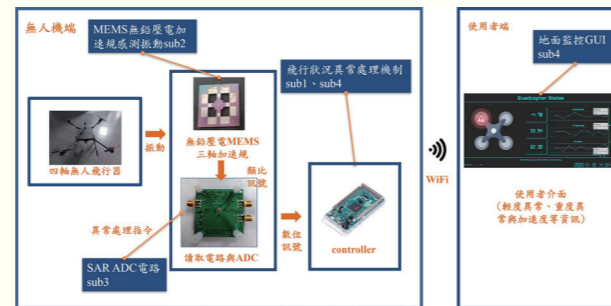 無人機端
MEMS無鉛壓電加
速規感測振動sub2
飛行狀況異常處理機制
sub1、sub4
四軸無人飛行器
振動
無鉛壓電MEMS
三軸加速規
類比
訊號
異常處理指令
SAR ADC電路
sub3
讀取電路與ADC
數位
訊號
controller
WiFi
使用者端
地面監控GUI
sub4
Quadcopter Status
使用者介面
(輕度異常、重度異
常與加速度等資訊)